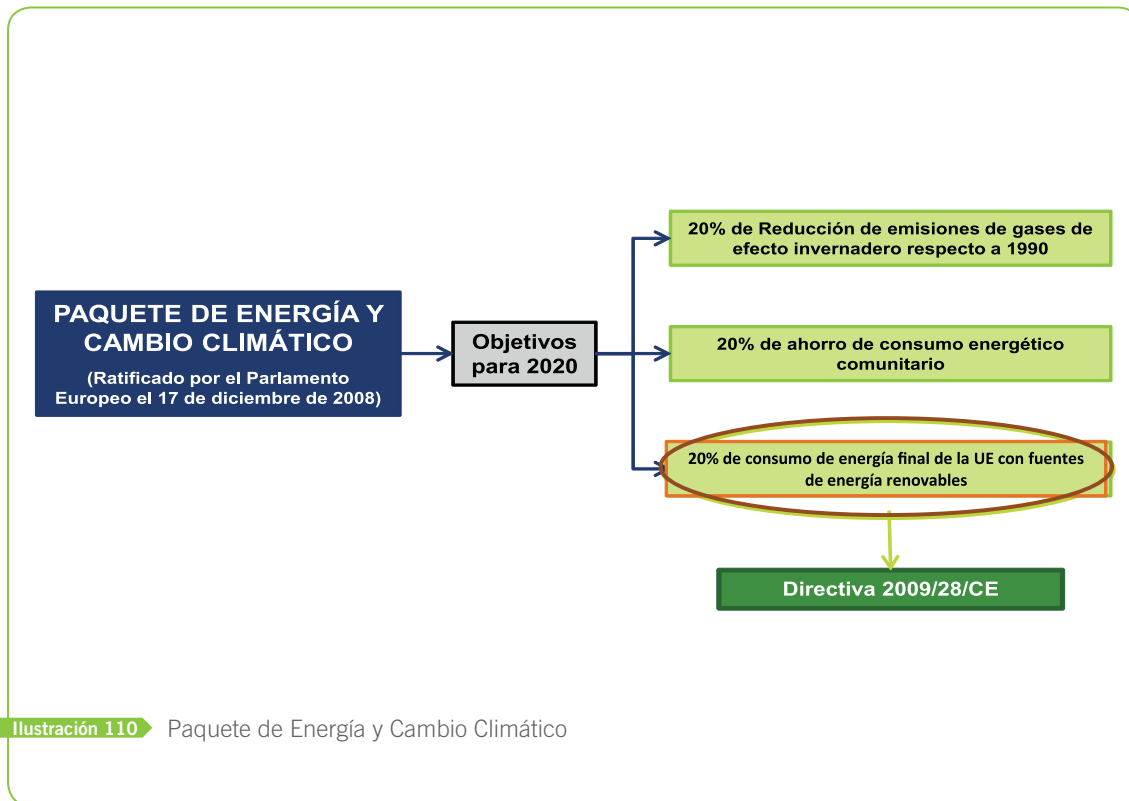 PAQUETE DE ENERGÍA Y
CAMBIO CLIMÁTICO
(Ratificado por el Parlamento
Europeo el 17 de diciembre de 2008)
Objetivos
para 2020
20% de Reducción de emisiones de gases de
efecto invernadero respecto a 1990
20% de ahorro de consumo energético
comunitario
20% de consumo de energía final de la UE con fuentes
de energía renovables
Directiva 2009/28/CE
Ilustración 110 Paquete de Energía y Cambio Climático